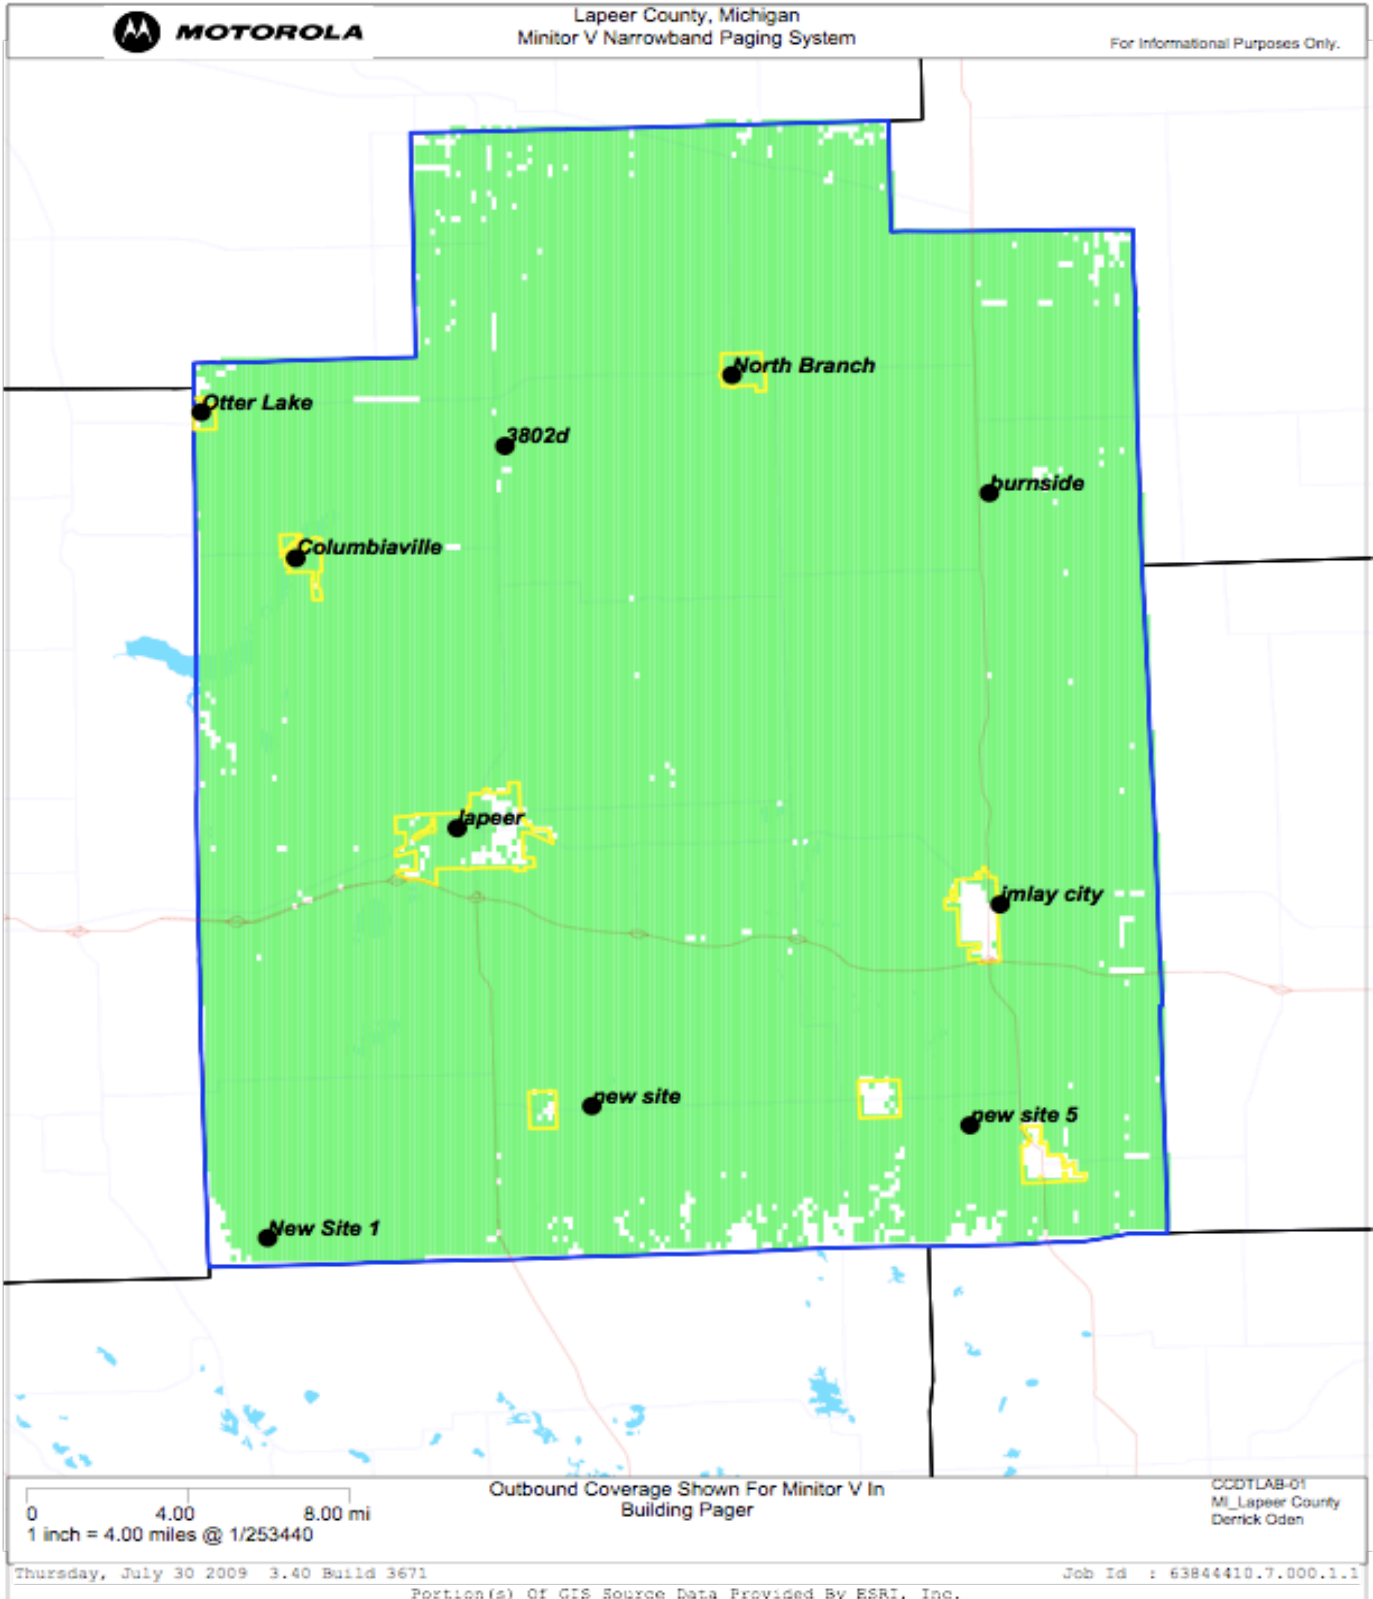 MOTOROLA
Lapeer County, Michigan
Minitor V Narrowband Paging System
For Informational Purposes Only.
North Branch
Otter Lake
3802d
burnside
Columbiaville
lapeer
imlay city
new site
new site 5
New Site 1
0 4.00 8.00 mi
1 inch = 4.00 miles @ 1/253440
Outbound Coverage Shown For Minitor V In
Building Pager
CCDTLAB-01
MI_Lapeer County
Derrick Oden
Thursday, July 30 2009 3.40 Build 3671
Job Id : 63844410.7.000.1.1
Portion(s) Of GIS Source Data Provided By ESRI, Inc.